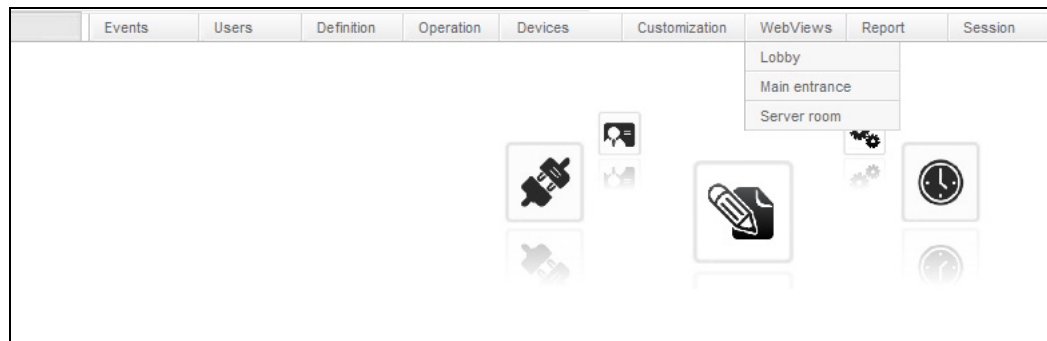 Events Users Definition Operation Devices Customization WebViews Report Session
Lobby
Main entrance
Server room